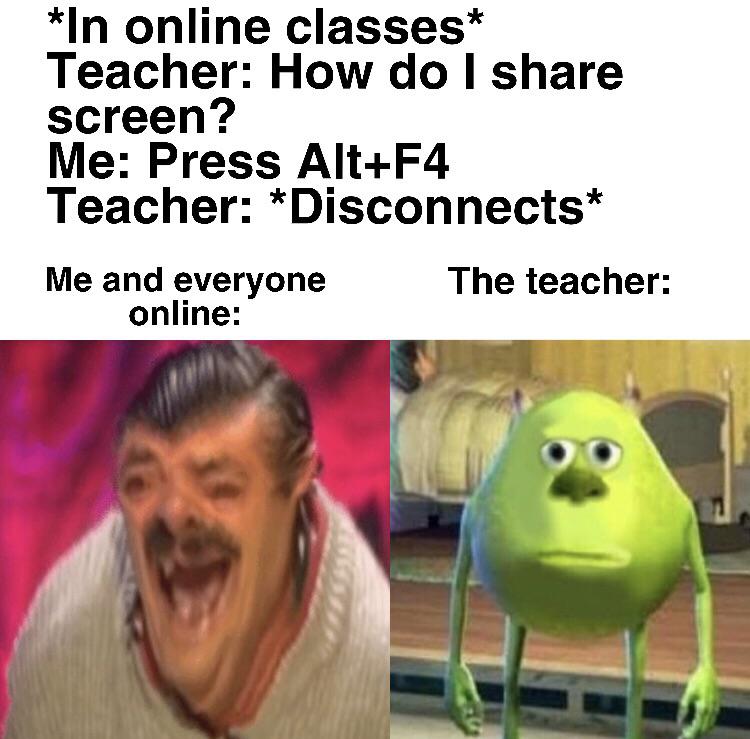 *In online classes*
Teacher: How do I share
screen?
Me: Press Alt+F4
Teacher: *Disconnects*
Me and everyone
online:
The teacher: